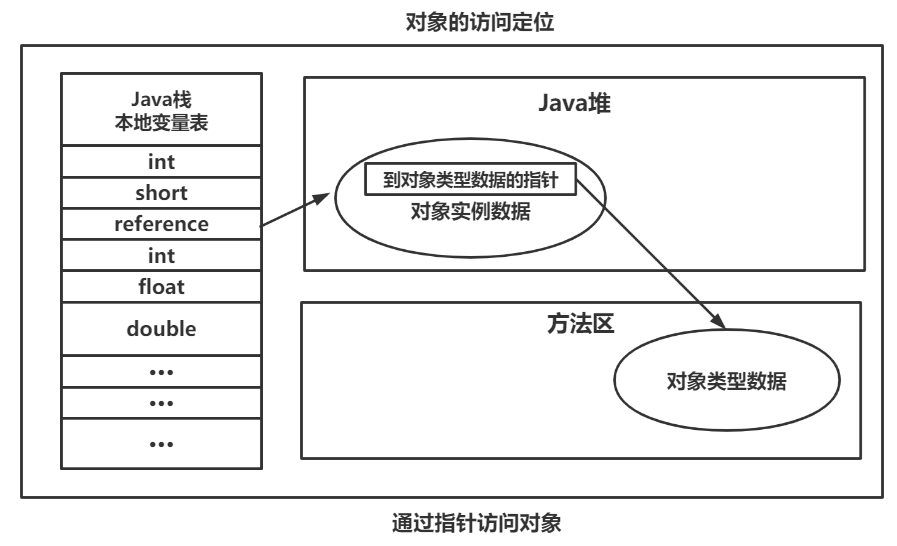 对象的访问定位
Java栈
本地变量表
int
short
reference
int
float
double
•••
•••
•••
Java堆
到对象类型数据的指针
对象实例数据
方法区
对象类型数据
通过指针访问对象